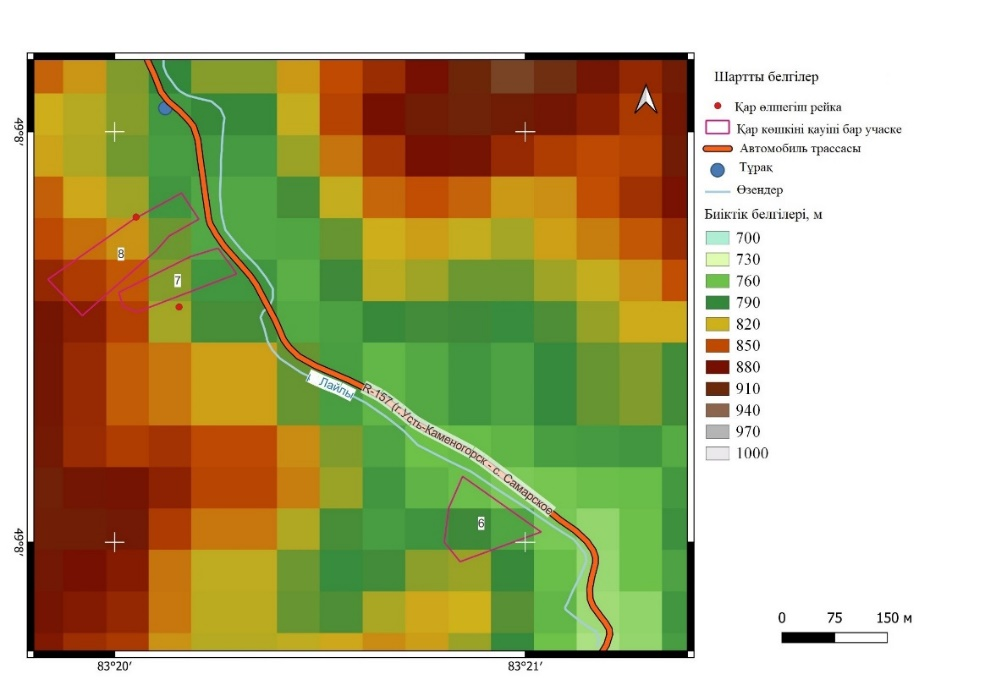 Шартты белгілер
Қар өлшегіш рейка
Қар көшкіні қауіпі бар учаске
Автомобиль трассасы
Тұрақ
Өзендер
Биіктік белгілері, м
700
730
760
790
820
850
880
910
940
970
1000
49°8'
49°8'
8
7
Лайлы
R-157 (г.Усть-Каменогорск - с. Самарское
6
83°20'
83°21'
0 75 150 м